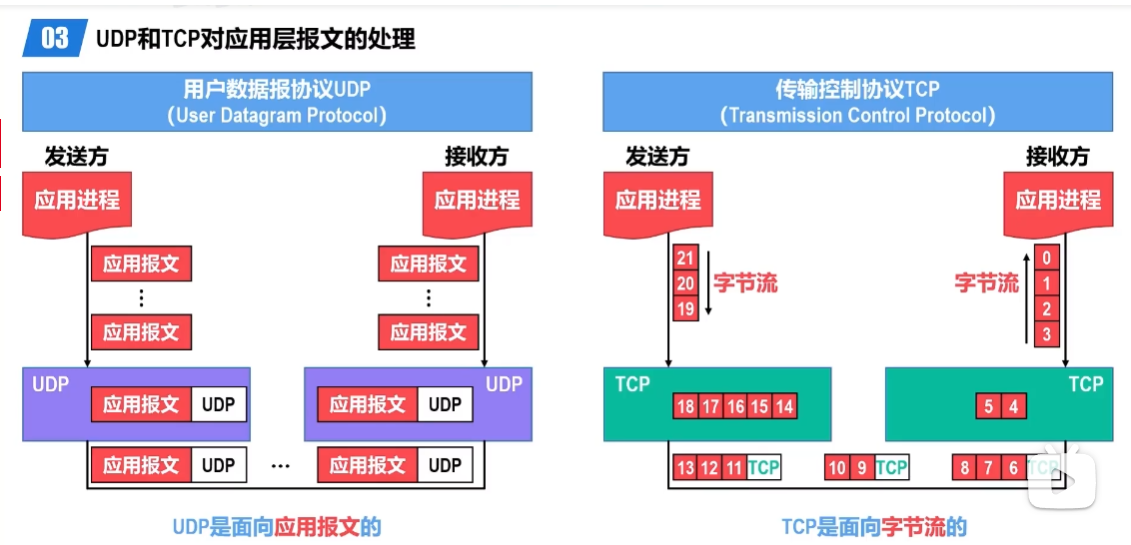 03 UDP和TCP对应用层报文的处理
用户数据报协议UDP
（User Datagram Protocol）
发送方
接收方
应用进程
应用进程
应用报文
应用报文
⋮
⋮
应用报文
应用报文
UDP
UDP
应用报文 UDP
应用报文 UDP
应用报文 UDP … 应用报文 UDP
UDP是面向应用报文的
传输控制协议TCP
（Transmission Control Protocol）
发送方
接收方
应用进程
应用进程
21
20
19
字节流
字节流
0
1
2
3
TCP
TCP
18 17 16 15 14
5 4
13 12 11 TCP
10 9 TCP
8 7 6 TCP
TCP是面向字节流的